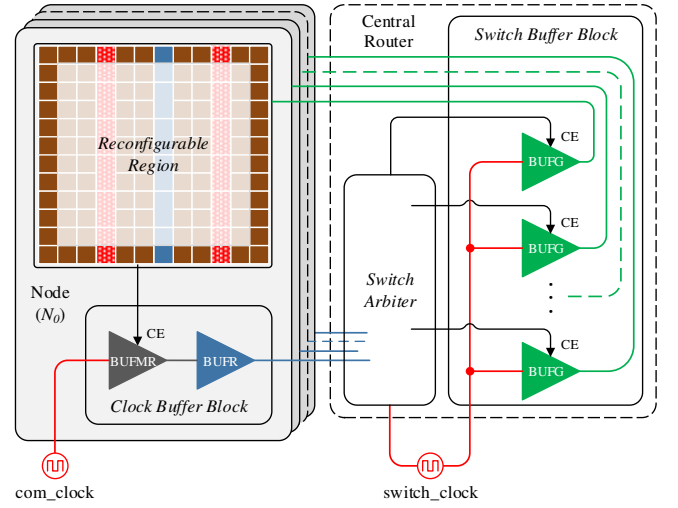 Central
Router
Switch Buffer Block
Reconfigurable
Region
CE
BUFG
CE
BUFG
Switch
Arbiter
Node
(N0)
CE
BUFMR
BUFR
CE
BUFG
Clock Buffer Block
com_clock
switch_clock